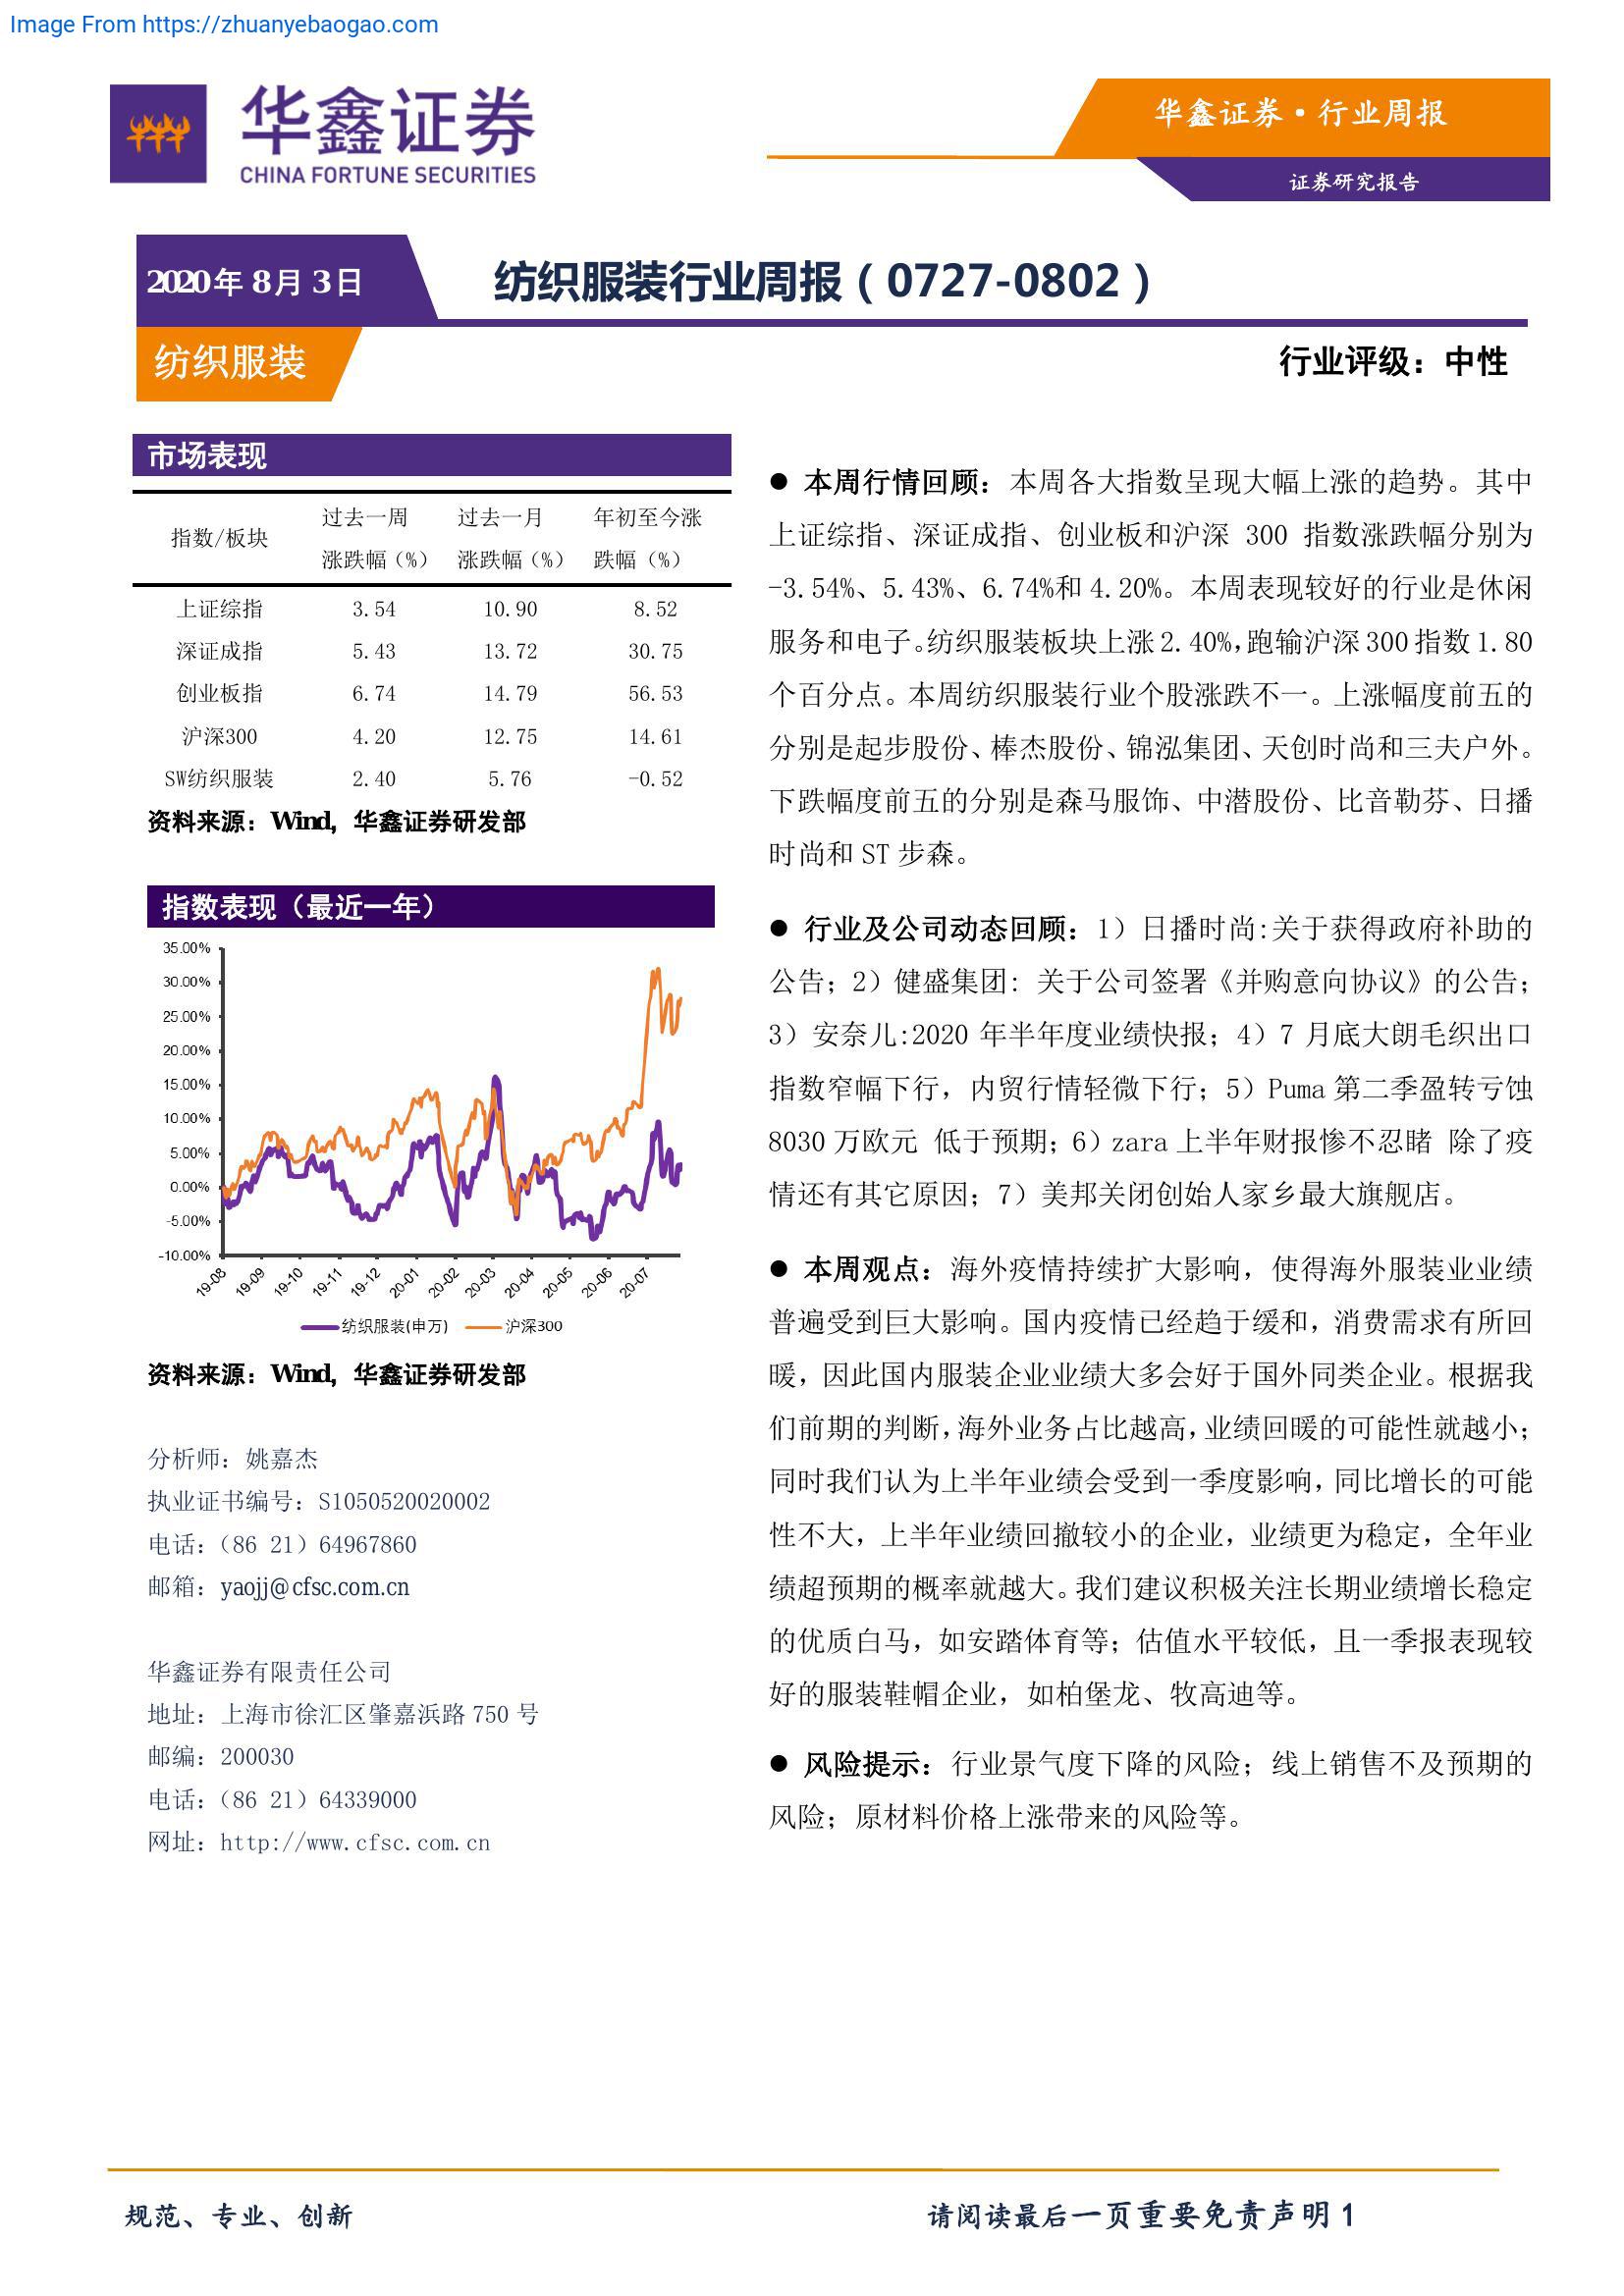 Image From https://zhuanyebaogao.com
华鑫证券
CHINA FORTUNE SECURITIES
华鑫证券·行业周报
证券研究报告
2020年 8月 3日
纺织服装行业周报（0727-0802）
纺织服装
行业评级：中性
市场表现
指数/板块 过去一周涨跌幅（%） 过去一月涨跌幅（%） 年初至今涨跌幅（%）
上证综指 3.54 10.90 8.52
深证成指 5.43 13.72 30.75
创业板指 6.74 14.79 56.53
沪深300 4.20 12.75 14.61
SW纺织服装 2.40 5.76 -0.52
资料来源：Wind，华鑫证券研发部
指数表现（最近一年）
35.00%
30.00%
25.00%
20.00%
15.00%
10.00%
5.00%
0.00%
-5.00%
-10.00%
19-08 19-09 19-10 19-11 19-12 20-01 20-02 20-03 20-04 20-05 20-06 20-07
纺织服装(申万) 沪深300
资料来源：Wind，华鑫证券研发部
分析师：姚嘉杰
执业证书编号：S1050520020002
电话：（86 21）64967860
邮箱：yaojj@cfsc.com.cn
华鑫证券有限责任公司
地址：上海市徐汇区肇嘉浜路 750 号
邮编：200030
电话：（86 21）64339000
网址：http://www.cfsc.com.cn
● 本周行情回顾：本周各大指数呈现大幅上涨的趋势。其中
上证综指、深证成指、创业板和沪深 300 指数涨跌幅分别为
-3.54%、5.43%、6.74%和 4.20%。本周表现较好的行业是休闲
服务和电子。纺织服装板块上涨 2.40%，跑输沪深 300 指数 1.80
个百分点。本周纺织服装行业个股涨跌不一。上涨幅度前五的
分别是起步股份、棒杰股份、锦泓集团、天创时尚和三夫户外。
下跌幅度前五的分别是森马服饰、中潜股份、比音勒芬、日播
时尚和 ST 步森。
● 行业及公司动态回顾：1）日播时尚:关于获得政府补助的
公告；2）健盛集团: 关于公司签署《并购意向协议》的公告；
3）安奈儿:2020 年半年度业绩快报；4）7 月底大朗毛织出口
指数窄幅下行，内贸行情轻微下行；5）Puma 第二季盈转亏蚀
8030 万欧元 低于预期；6）zara 上半年财报惨不忍睹 除了疫
情还有其它原因；7）美邦关闭创始人家乡最大旗舰店。
● 本周观点：海外疫情持续扩大影响，使得海外服装业业绩
普遍受到巨大影响。国内疫情已经趋于缓和，消费需求有所回
暖，因此国内服装企业业绩大多会好于国外同类企业。根据我
们前期的判断，海外业务占比越高，业绩回暖的可能性就越小；
同时我们认为上半年业绩会受到一季度影响，同比增长的可能
性不大，上半年业绩回撤较小的企业，业绩更为稳定，全年业
绩超预期的概率就越大。我们建议积极关注长期业绩增长稳定
的优质白马，如安踏体育等；估值水平较低，且一季报表现较
好的服装鞋帽企业，如柏堡龙、牧高迪等。
● 风险提示：行业景气度下降的风险；线上销售不及预期的
风险；原材料价格上涨带来的风险等。
规范、专业、创新
请阅读最后一页重要免责声明 1